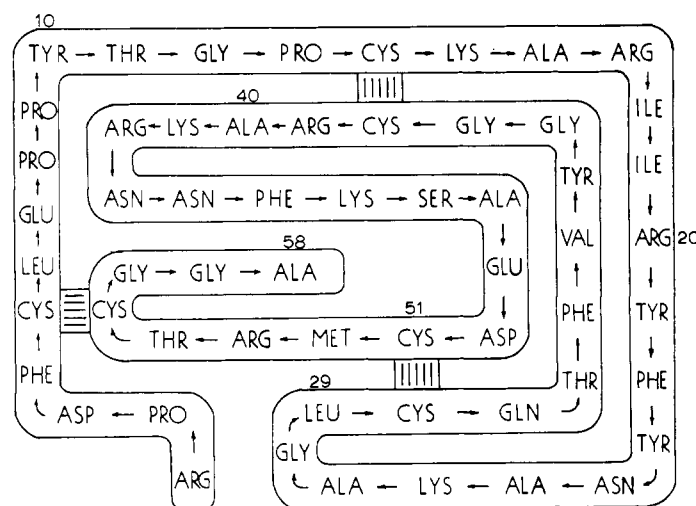 10
TYR → THR → GLY → PRO → CYS → LYS → ALA → ARG
40
PRO ARG ← LYS ← ALA ← ARG ← CYS ← GLY ← GLY ILE
PRO TYR ILE
ASN → ASN → PHE → LYS → SER → ALA
GLU VAL ARG 20
58
LEU GLY → GLY → ALA GLU
51
CYS CYS PHE TYR
THR ← ARG ← MET ← CYS ← ASP
PHE 29 THR PHE
ASP ← PRO LEU → CYS → GLN
GLY TYR
ARG ALA ← LYS ← ALA ← ASN